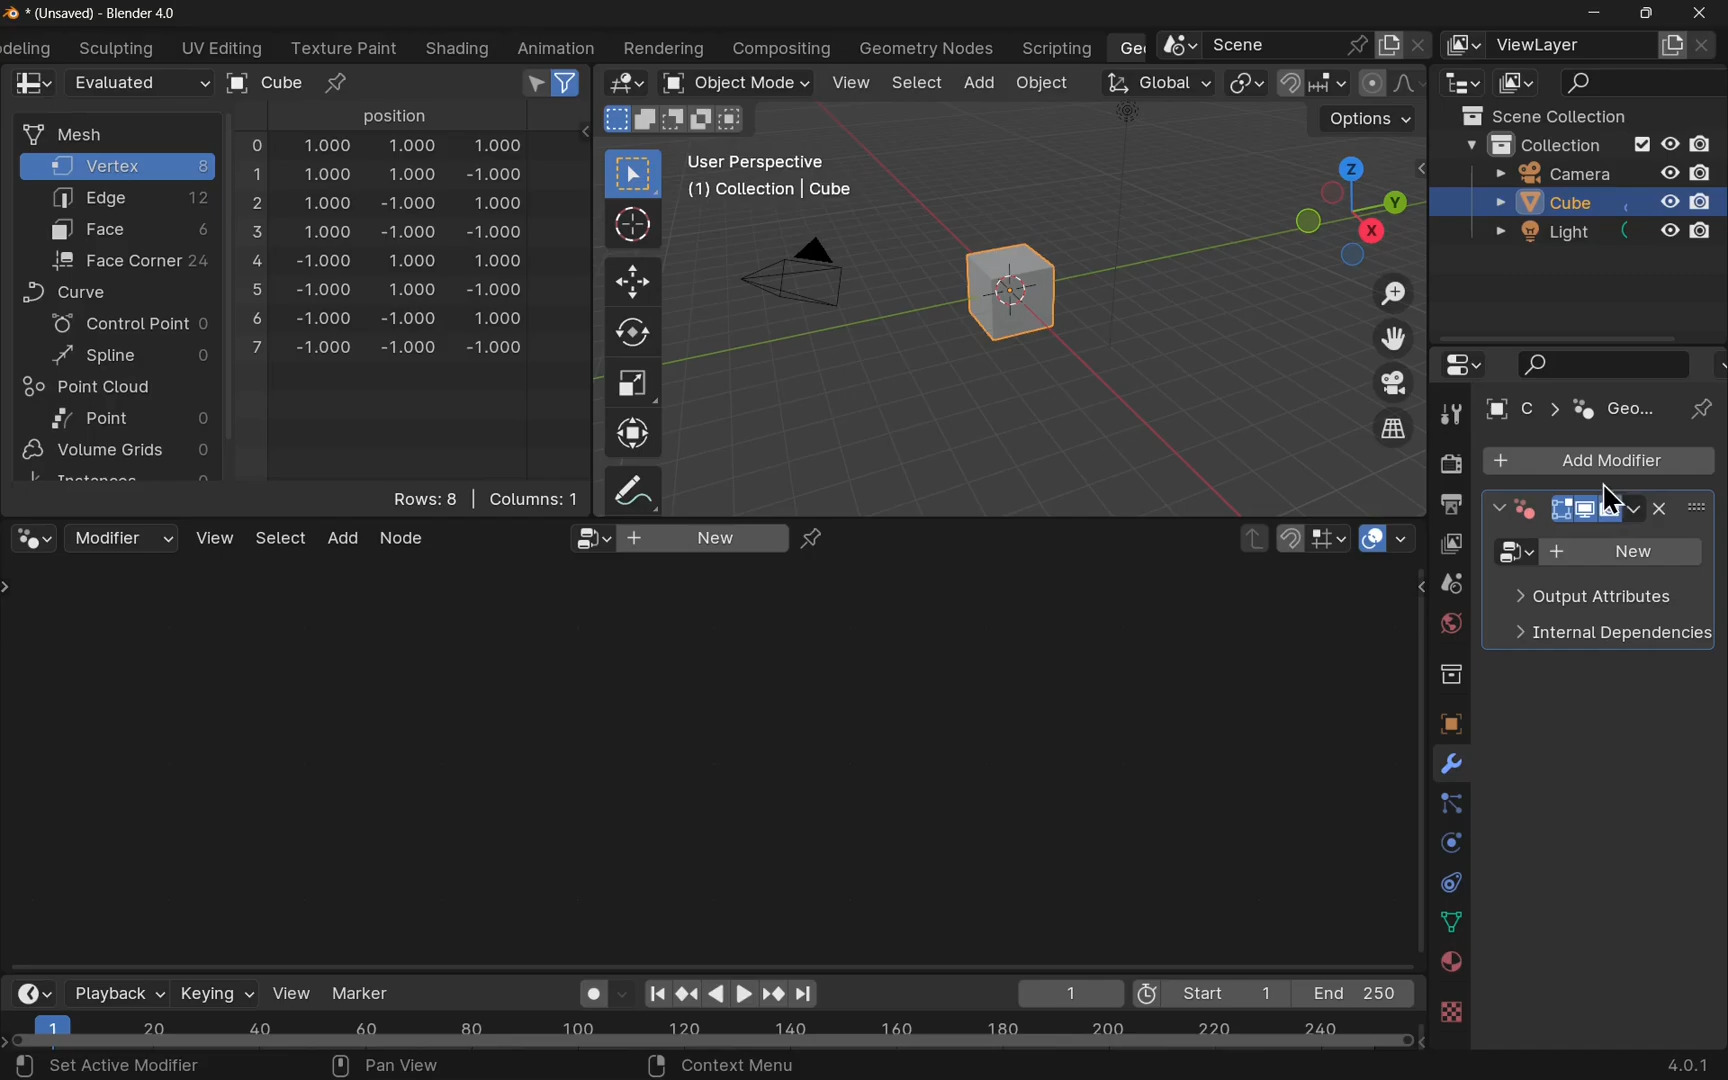 * (Unsaved) - Blender 4.0
deling Sculpting UV Editing Texture Paint Shading Animation Rendering Compositing Geometry Nodes Scripting Geo Scene ViewLayer
Evaluated Cube
position
Mesh
Vertex 8
Edge 12
Face 6
Face Corner 24
Curve
Control Point 0
Spline 0
Point Cloud
Point 0
Volume Grids 0
0 1.000 1.000 1.000
1 1.000 1.000 -1.000
2 1.000 -1.000 1.000
3 1.000 -1.000 -1.000
4 -1.000 1.000 1.000
5 -1.000 1.000 -1.000
6 -1.000 -1.000 1.000
7 -1.000 -1.000 -1.000
Rows: 8 | Columns: 1
Object Mode View Select Add Object Global
Options
User Perspective
(1) Collection | Cube
Z
Y
X
Scene Collection
Collection
Camera
Cube
Light
C > Geo...
+ Add Modifier
+ New
> Output Attributes
> Internal Dependencies
Modifier View Select Add Node + New
Playback Keying View Marker 1 Start 1 End 250
1 20 40 60 80 100 120 140 160 180 200 220 240
Set Active Modifier Pan View Context Menu 4.0.1